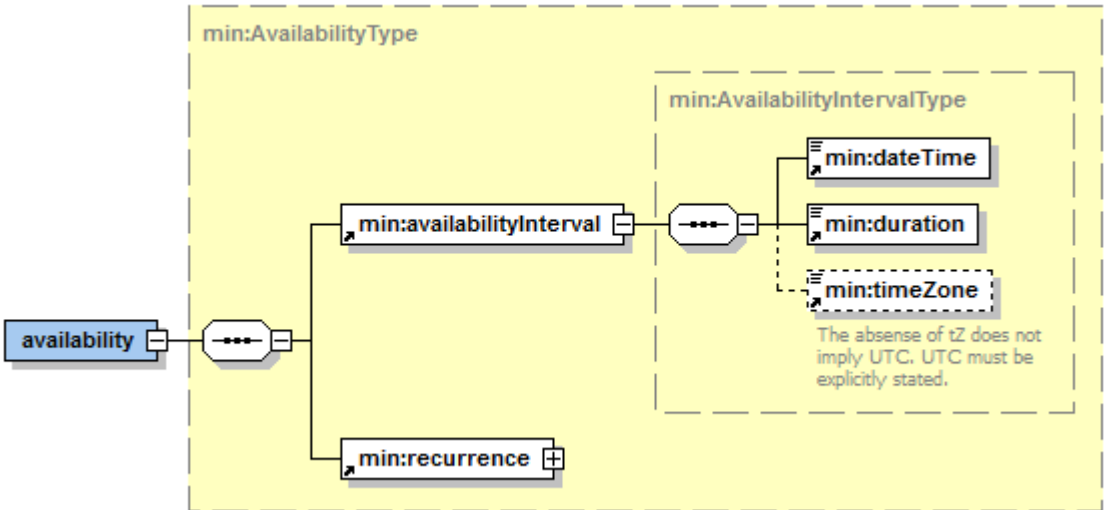 min:AvailabilityType
min:AvailabilityIntervalType
min:dateTime
min:availabilityInterval
min:duration
min:timeZone
The absense of tZ does not
imply UTC. UTC must be
explicitly stated.
availability
min:recurrence